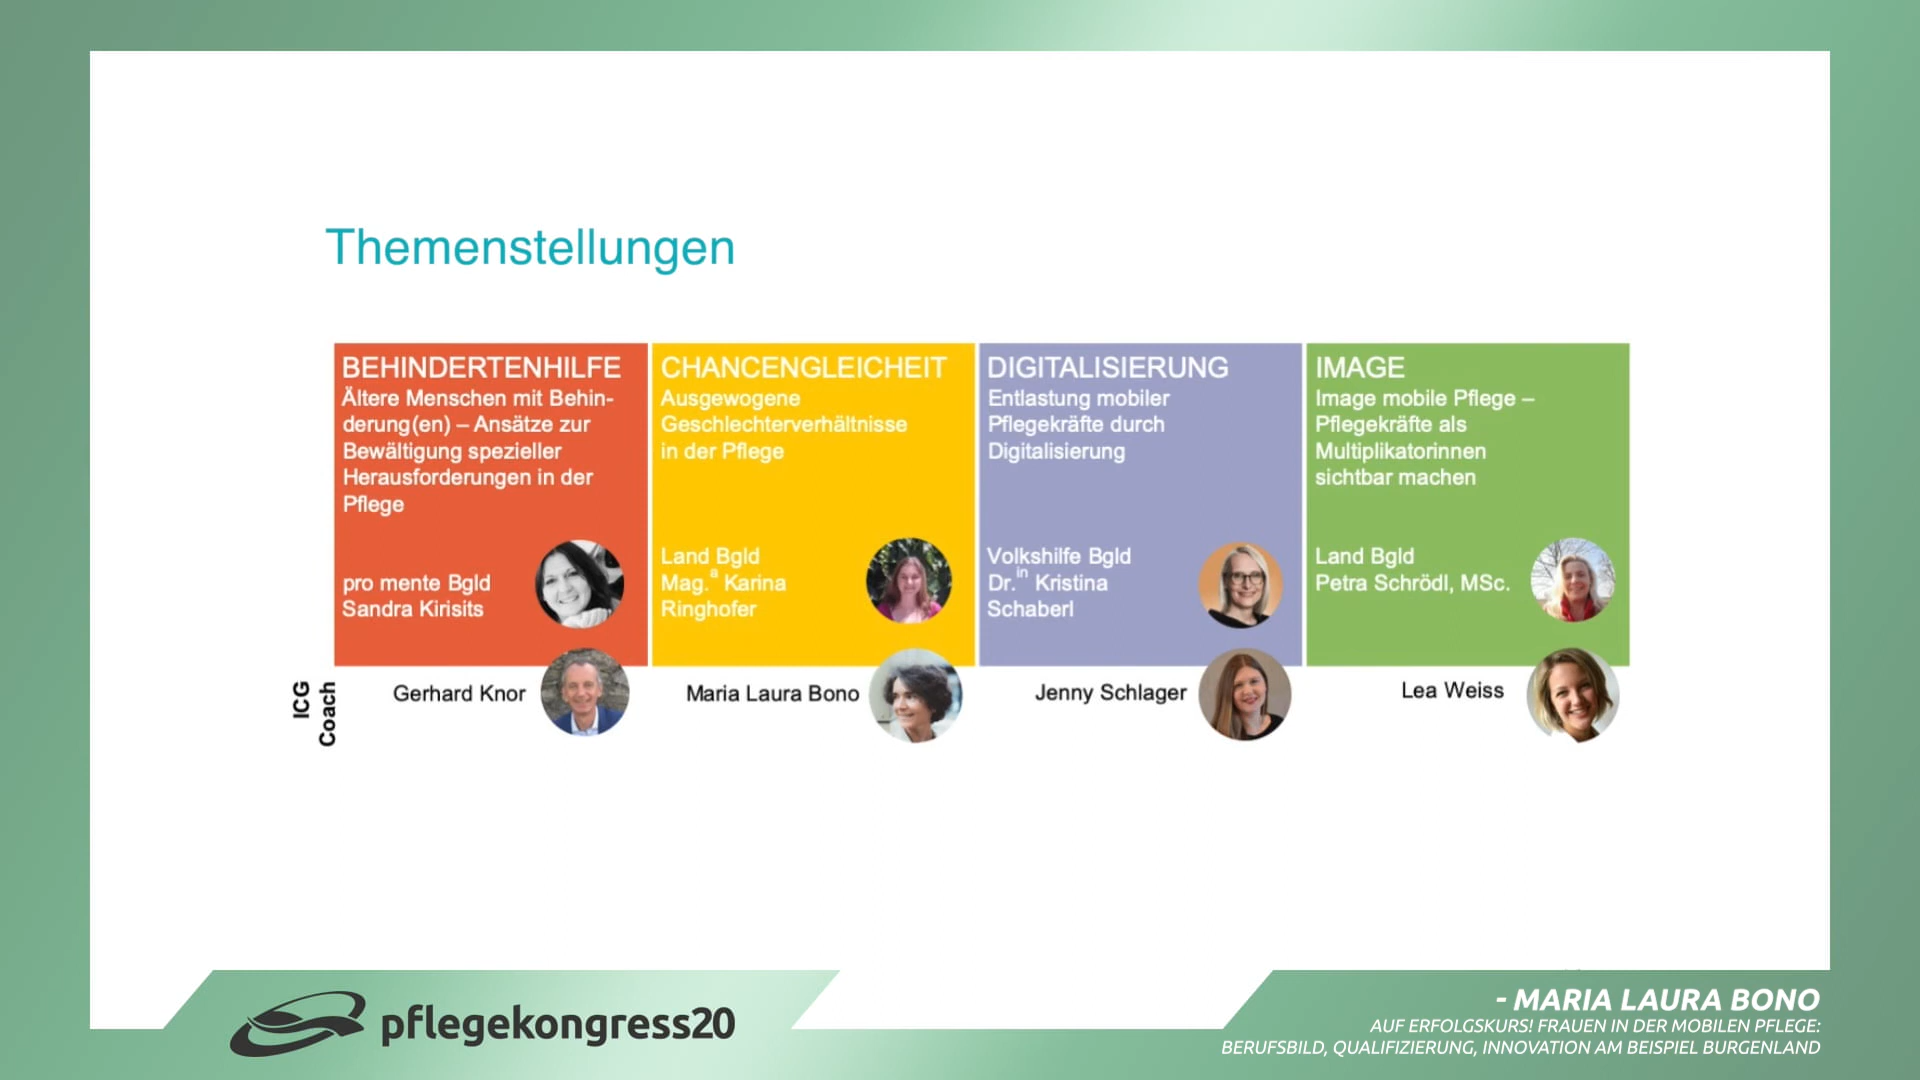 Themenstellungen
BEHINDERTENHILFE
Ältere Menschen mit Behin-
derung(en) – Ansätze zur
Bewältigung spezieller
Herausforderungen in der
Pflege
pro mente Bgld
Sandra Kirisits
CHANCENGLEICHEIT
Ausgewogene
Geschlechterverhältnisse
in der Pflege
Land Bgld
Mag.a Karina
Ringhofer
DIGITALISIERUNG
Entlastung mobiler
Pflegekräfte durch
Digitalisierung
Volkshilfe Bgld
Dr.in Kristina
Schaberl
IMAGE
Image mobile Pflege –
Pflegekräfte als
Multiplikatorinnen
sichtbar machen
Land Bgld
Petra Schrödl, MSc.
ICG
Coach
Gerhard Knor
Maria Laura Bono
Jenny Schlager
Lea Weiss
pflegekongress20
- MARIA LAURA BONO
AUF ERFOLGSKURS! FRAUEN IN DER MOBILEN PFLEGE:
BERUFSBILD, QUALIFIZIERUNG, INNOVATION AM BEISPIEL BURGENLAND